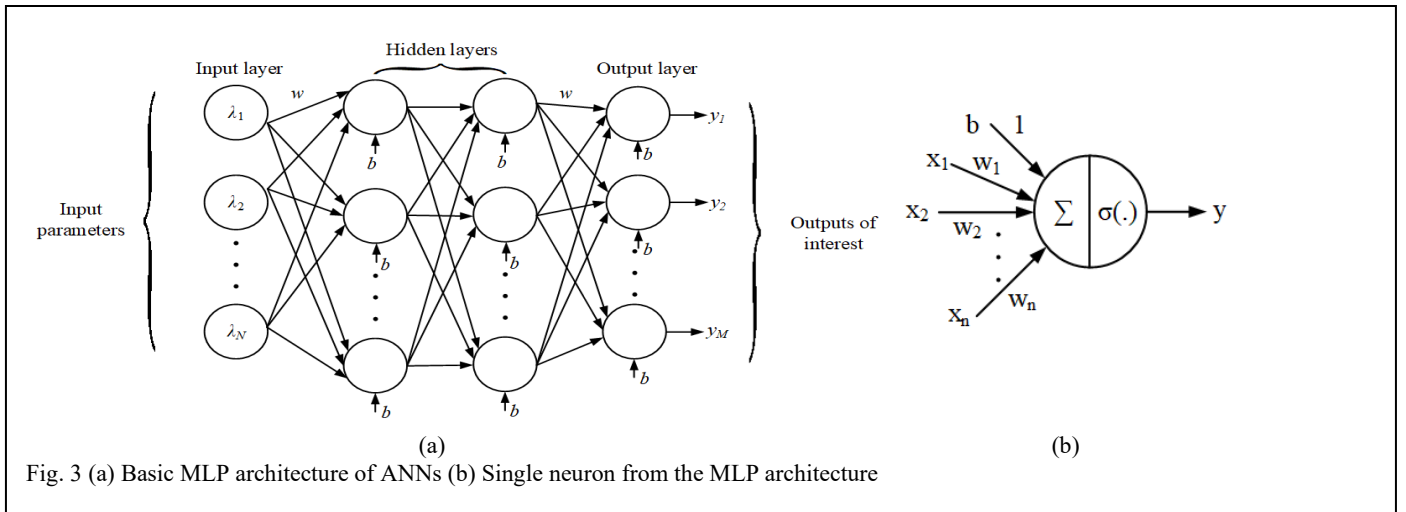 Hidden layers
Input layer
Output layer
w
w
λ1
y1
b
b
b
λ2
y2
Input
parameters
b
b
b
Outputs of
interest
λN
yM
b
b
b
b 1
x1 w1
x2 w2
Σ σ(.) y
xn wn
(a)
(b)
Fig. 3 (a) Basic MLP architecture of ANNs (b) Single neuron from the MLP architecture